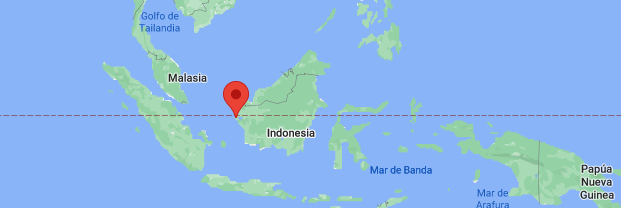 Golfo de
Tailandia
Malasia
Indonesia
Mar de Banda
Papúa
Nueva
Guinea
Mar de
Arafura